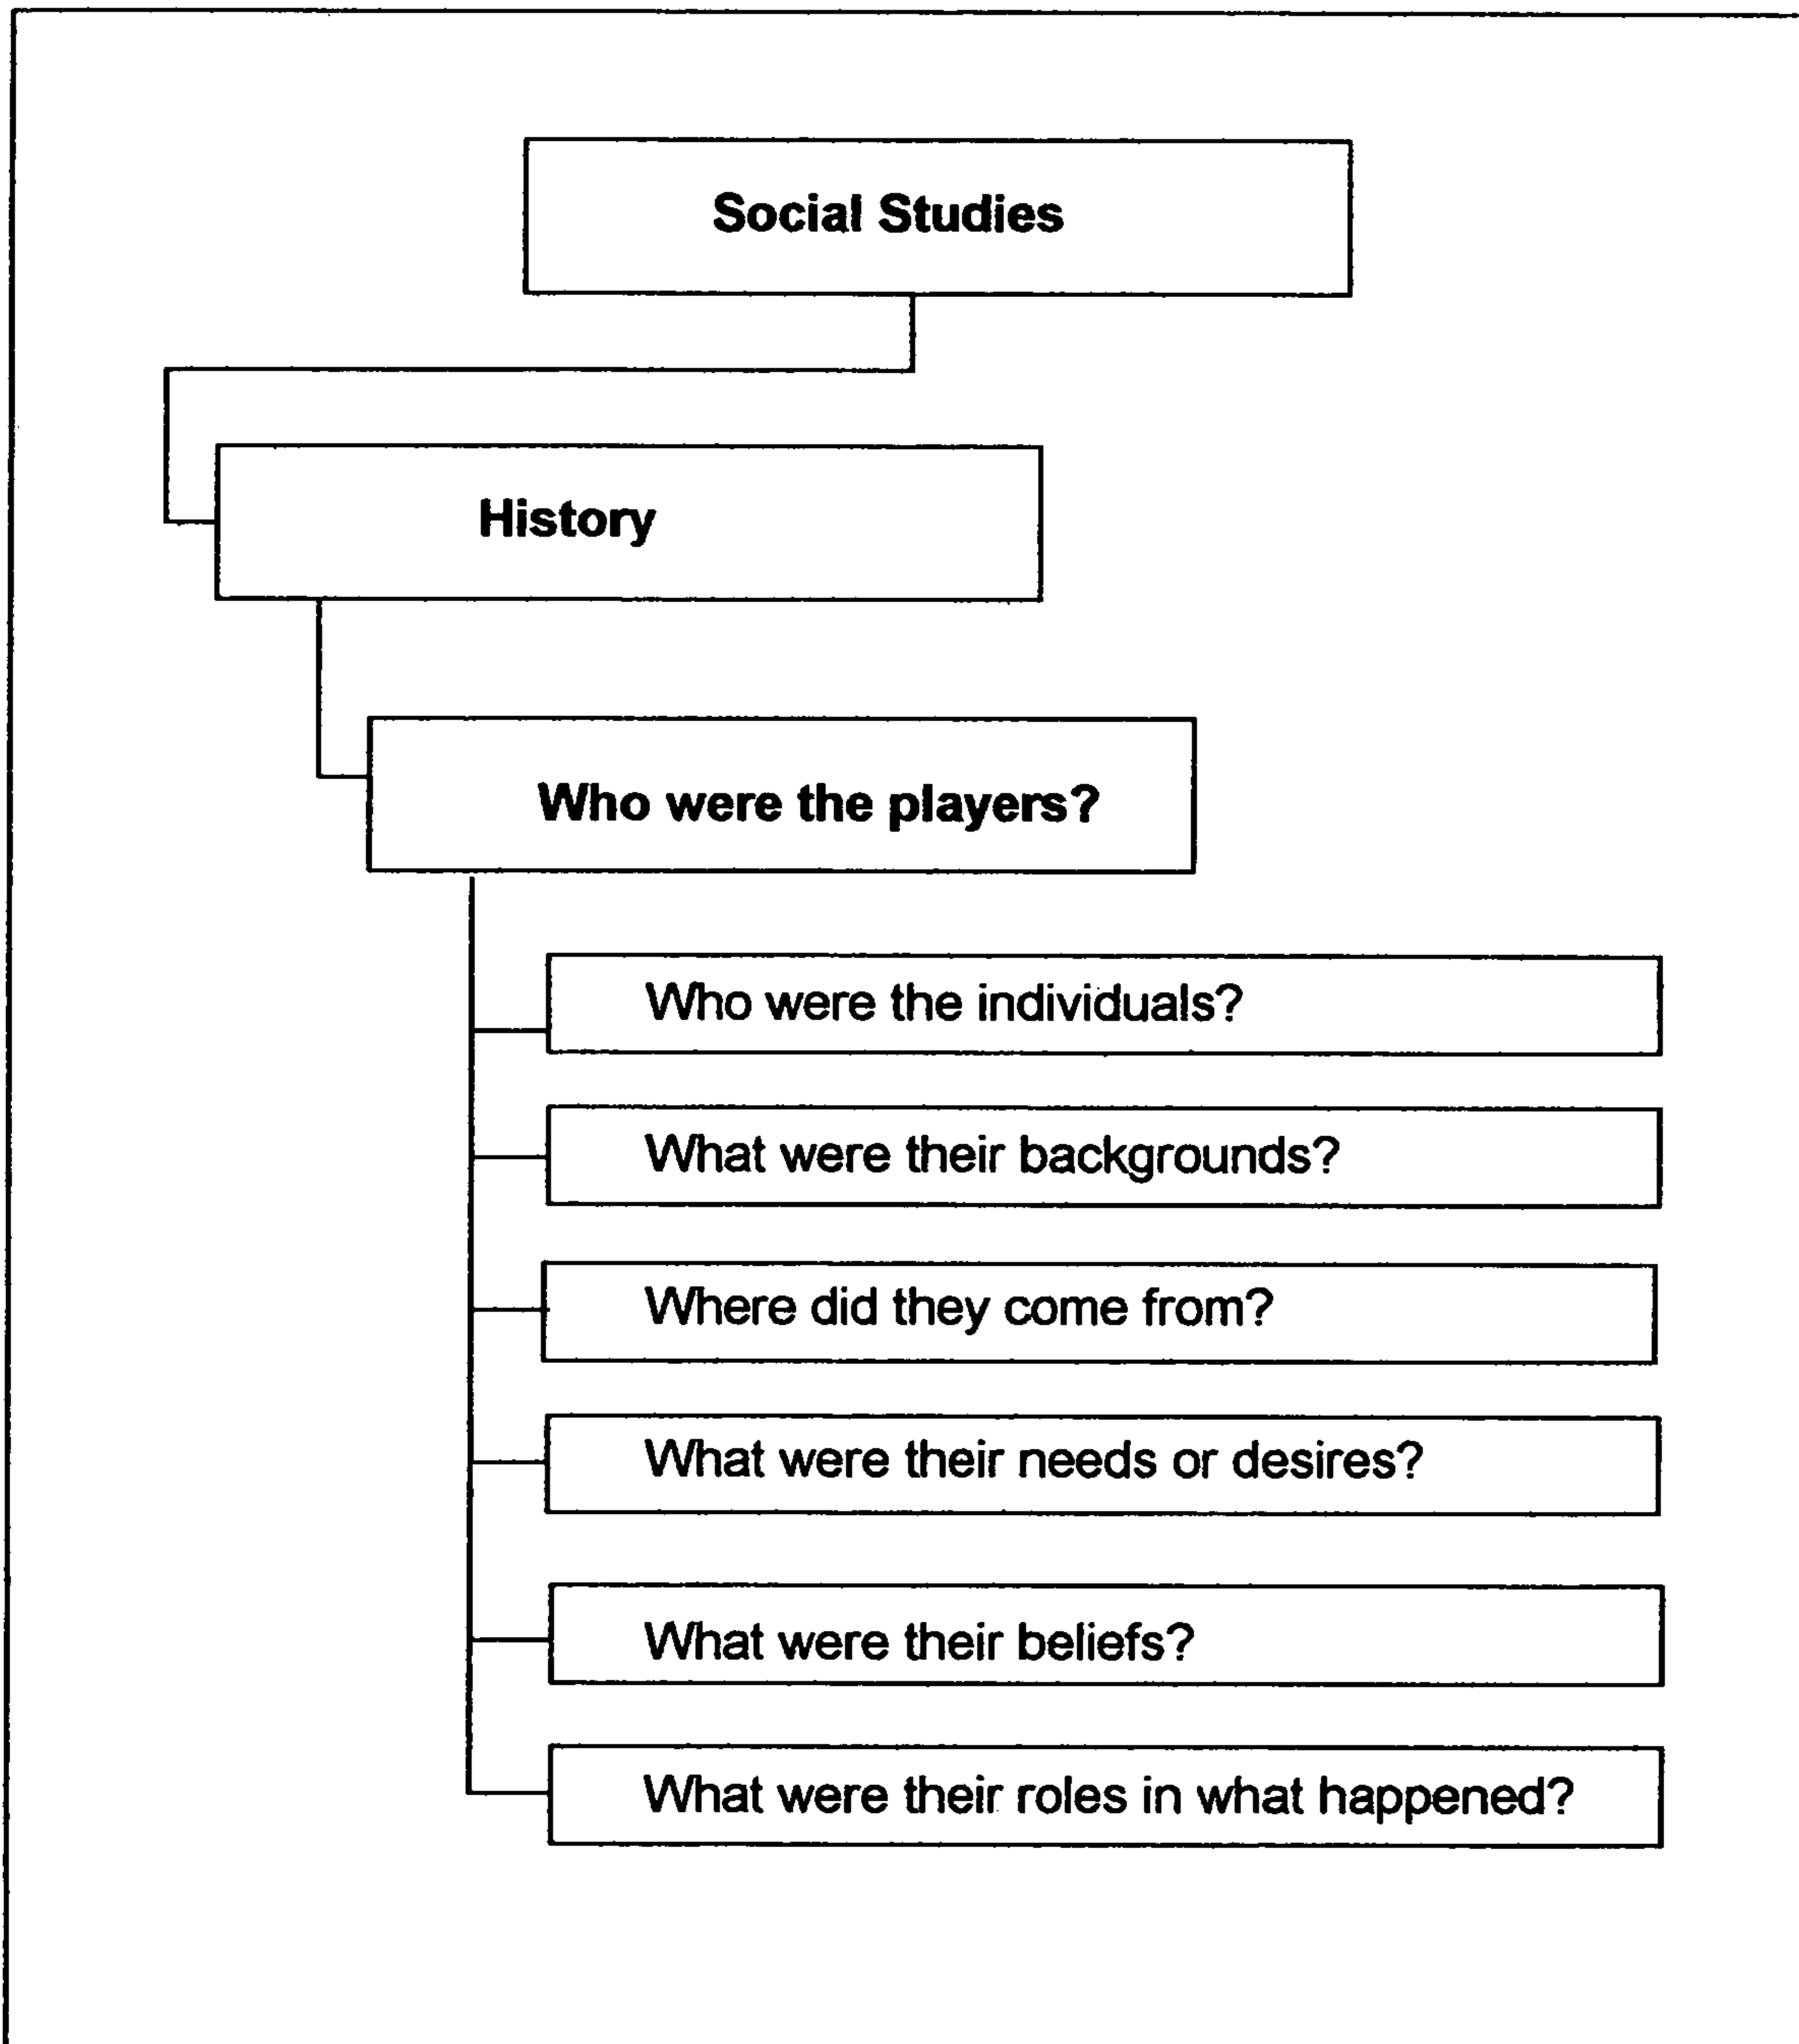 Social Studies
History
Who were the players?
Who were the individuals?
What were their backgrounds?
Where did they come from?
What were their needs or desires?
What were their beliefs?
What were their roles in what happened?